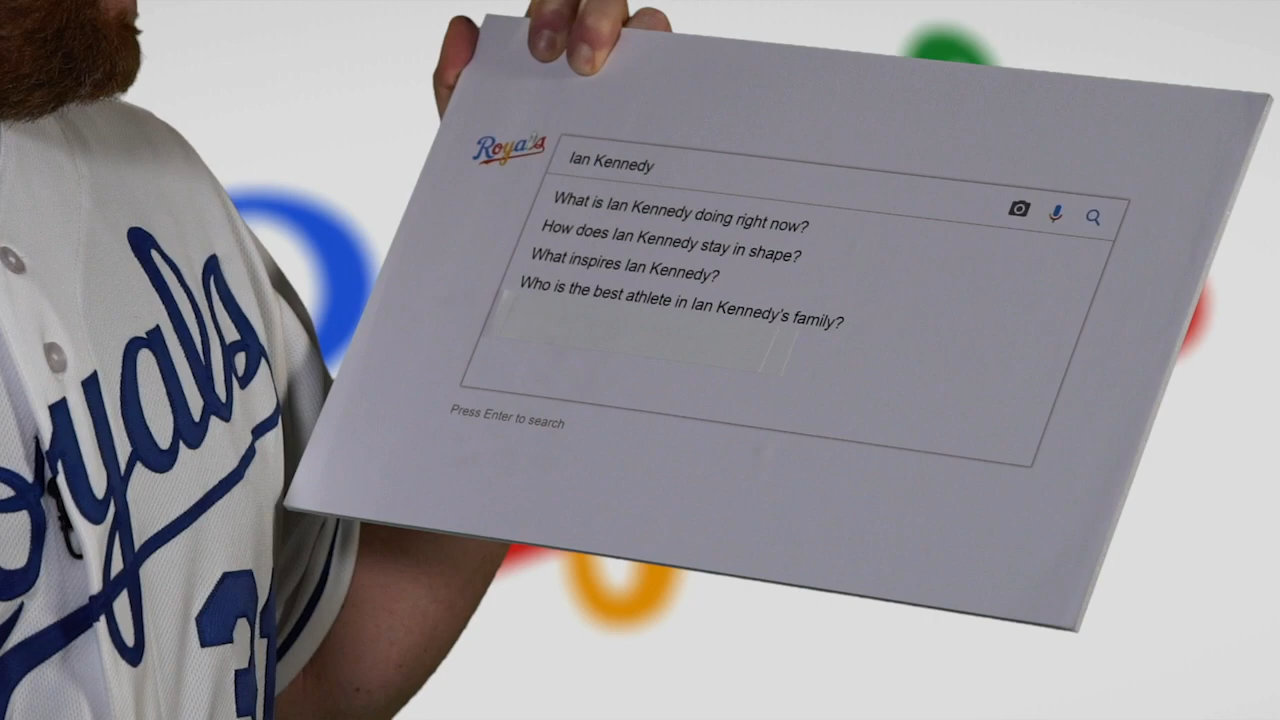 Royals
Ian Kennedy
What is Ian Kennedy doing right now?
How does Ian Kennedy stay in shape?
What inspires Ian Kennedy?
Who is the best athlete in Ian Kennedy's family?
Press Enter to search
Royals
31